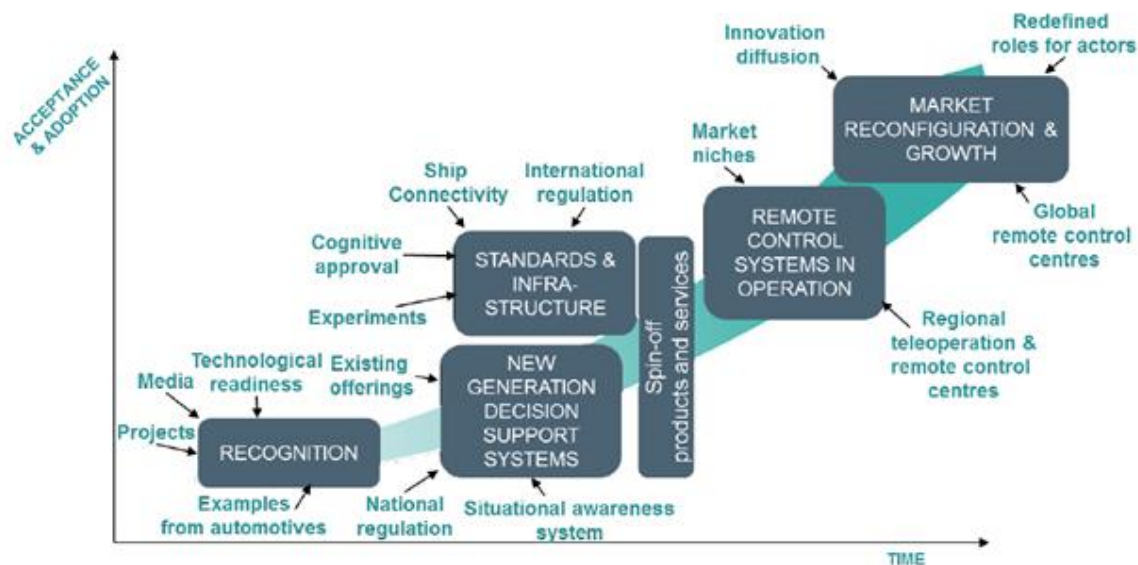 ACCEPTANCE
& ADOPTION
Innovation
diffusion
Redefined
roles for actors
MARKET
RECONFIGURATION &
GROWTH
Market
niches
Global
remote control
centres
Ship
Connectivity
International
regulation
REMOTE
CONTROL
SYSTEMS IN
OPERATION
Cognitive
approval
STANDARDS &
INFRA-
STRUCTURE
Experiments
Regional
teleoperation &
remote control
centres
Spin-off
products and services
Technological
readiness
Existing
offerings
NEW
GENERATION
DECISION
SUPPORT
SYSTEMS
Media
Projects
RECOGNITION
Examples
from automotives
National
regulation
Situational awareness
system
TIME